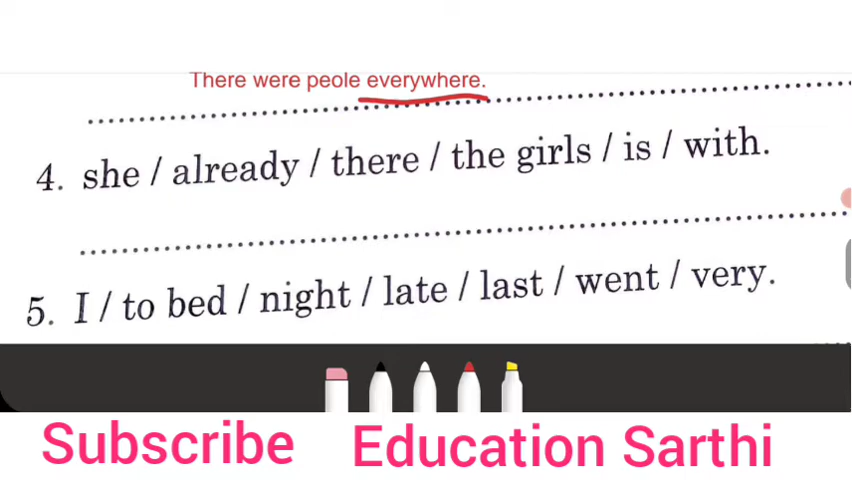 There were peole everywhere.
4. she / already / there / the girls / is / with.
5. I / to bed / night / late / last / went / very.
Subscribe Education Sarthi